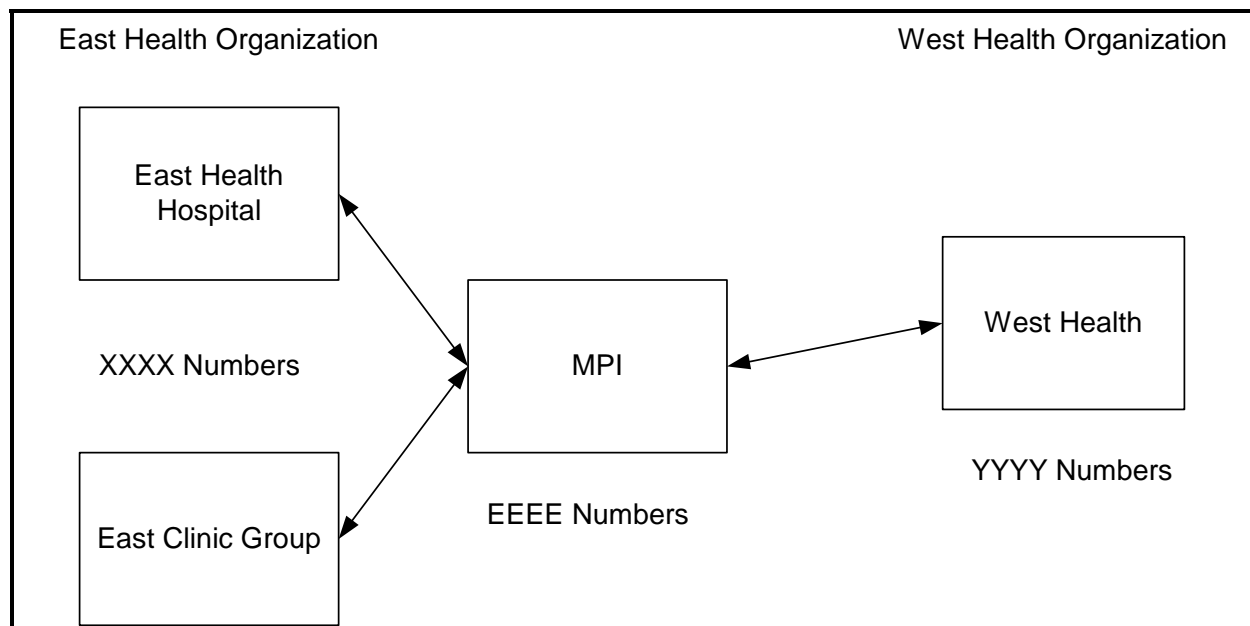 East Health Organization
West Health Organization
East Health
Hospital
XXXX Numbers
East Clinic Group
MPI
EEEE Numbers
West Health
YYYY Numbers